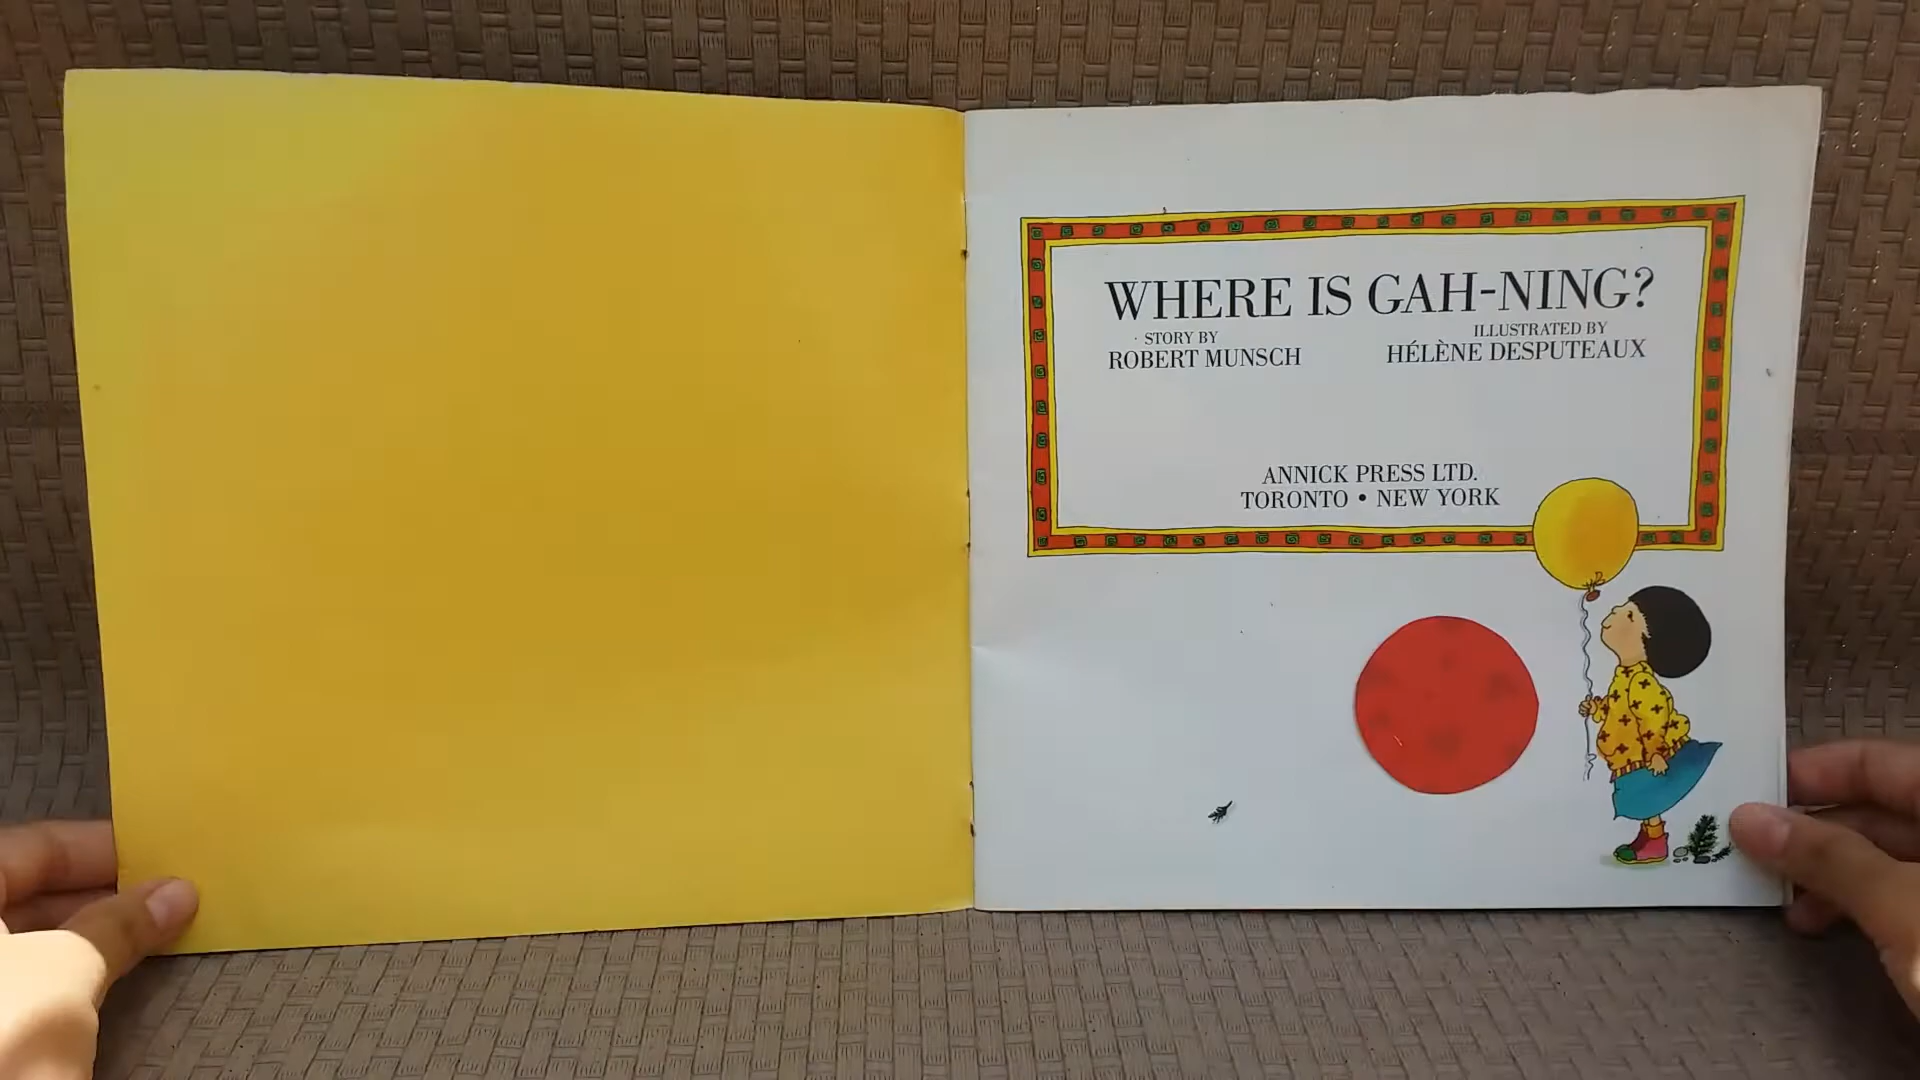 WHERE IS GAH-NING?
STORY BY
ROBERT MUNSCH
ILLUSTRATED BY
HÉLÈNE DESPUTEAUX
ANNICK PRESS LTD.
TORONTO • NEW YORK